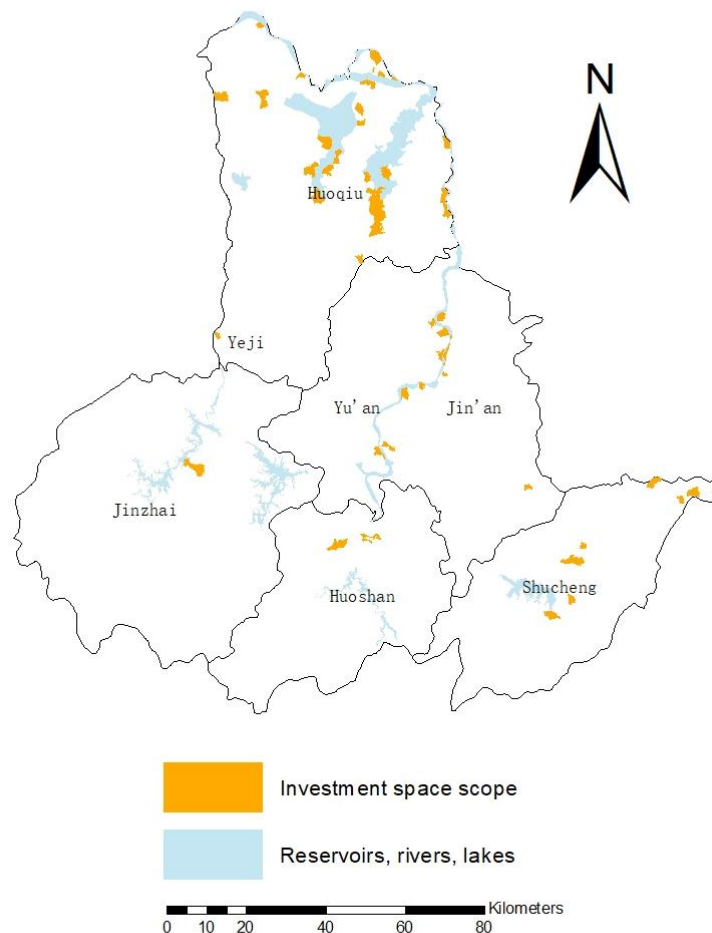 N
Huoqiu
Yeji
Yu'an
Jin'an
Jinzhai
Huoshan
Shucheng
Investment space scope
Reservoirs, rivers, lakes
Kilometers
0 10 20 40 60 80